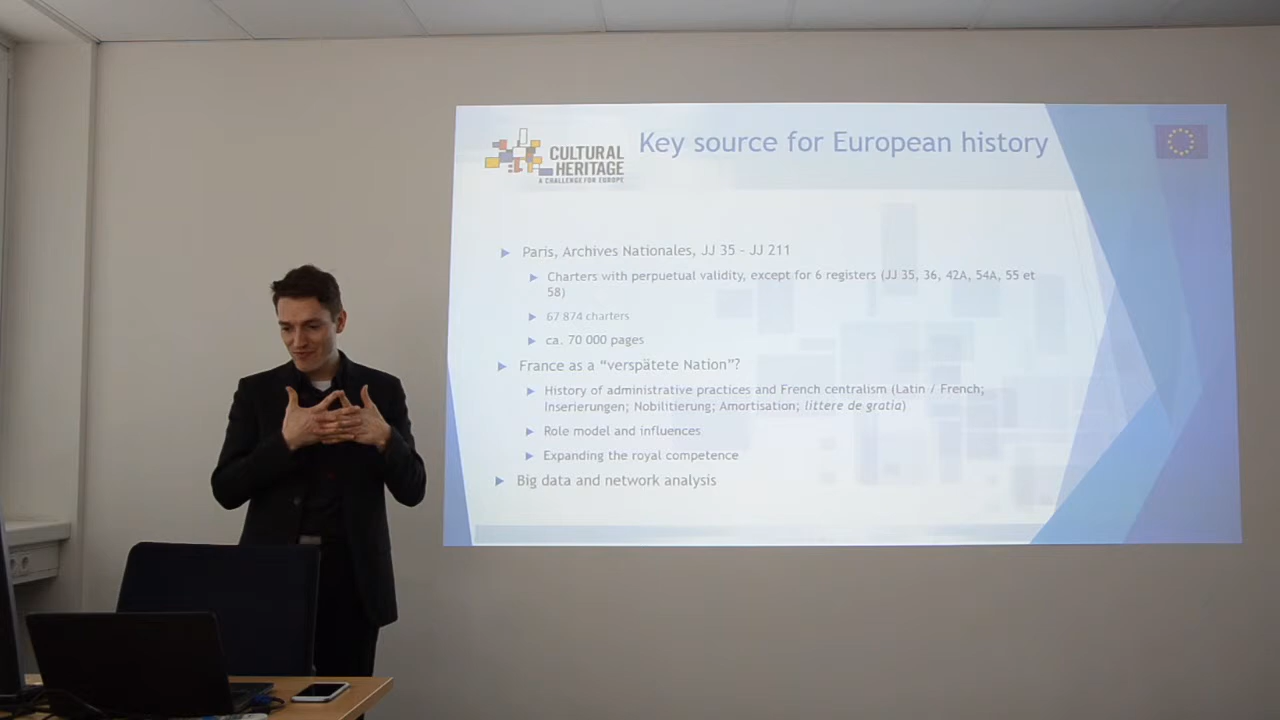 CULTURAL
HERITAGE
A CHALLENGE FOR EUROPE
Key source for European history
Paris, Archives Nationales, JJ 35 – JJ 211
Charters with perpuetual validity, except for 6 registers (JJ 35, 36, 42A, 54A, 55 et
58)
67 874 charters
ca. 70 000 pages
France as a “verspätete Nation”?
History of administrative practices and French centralism (Latin / French;
Inserierungen; Nobilitierung; Amortisation; littere de gratia)
Role model and influences
Expanding the royal competence
Big data and network analysis